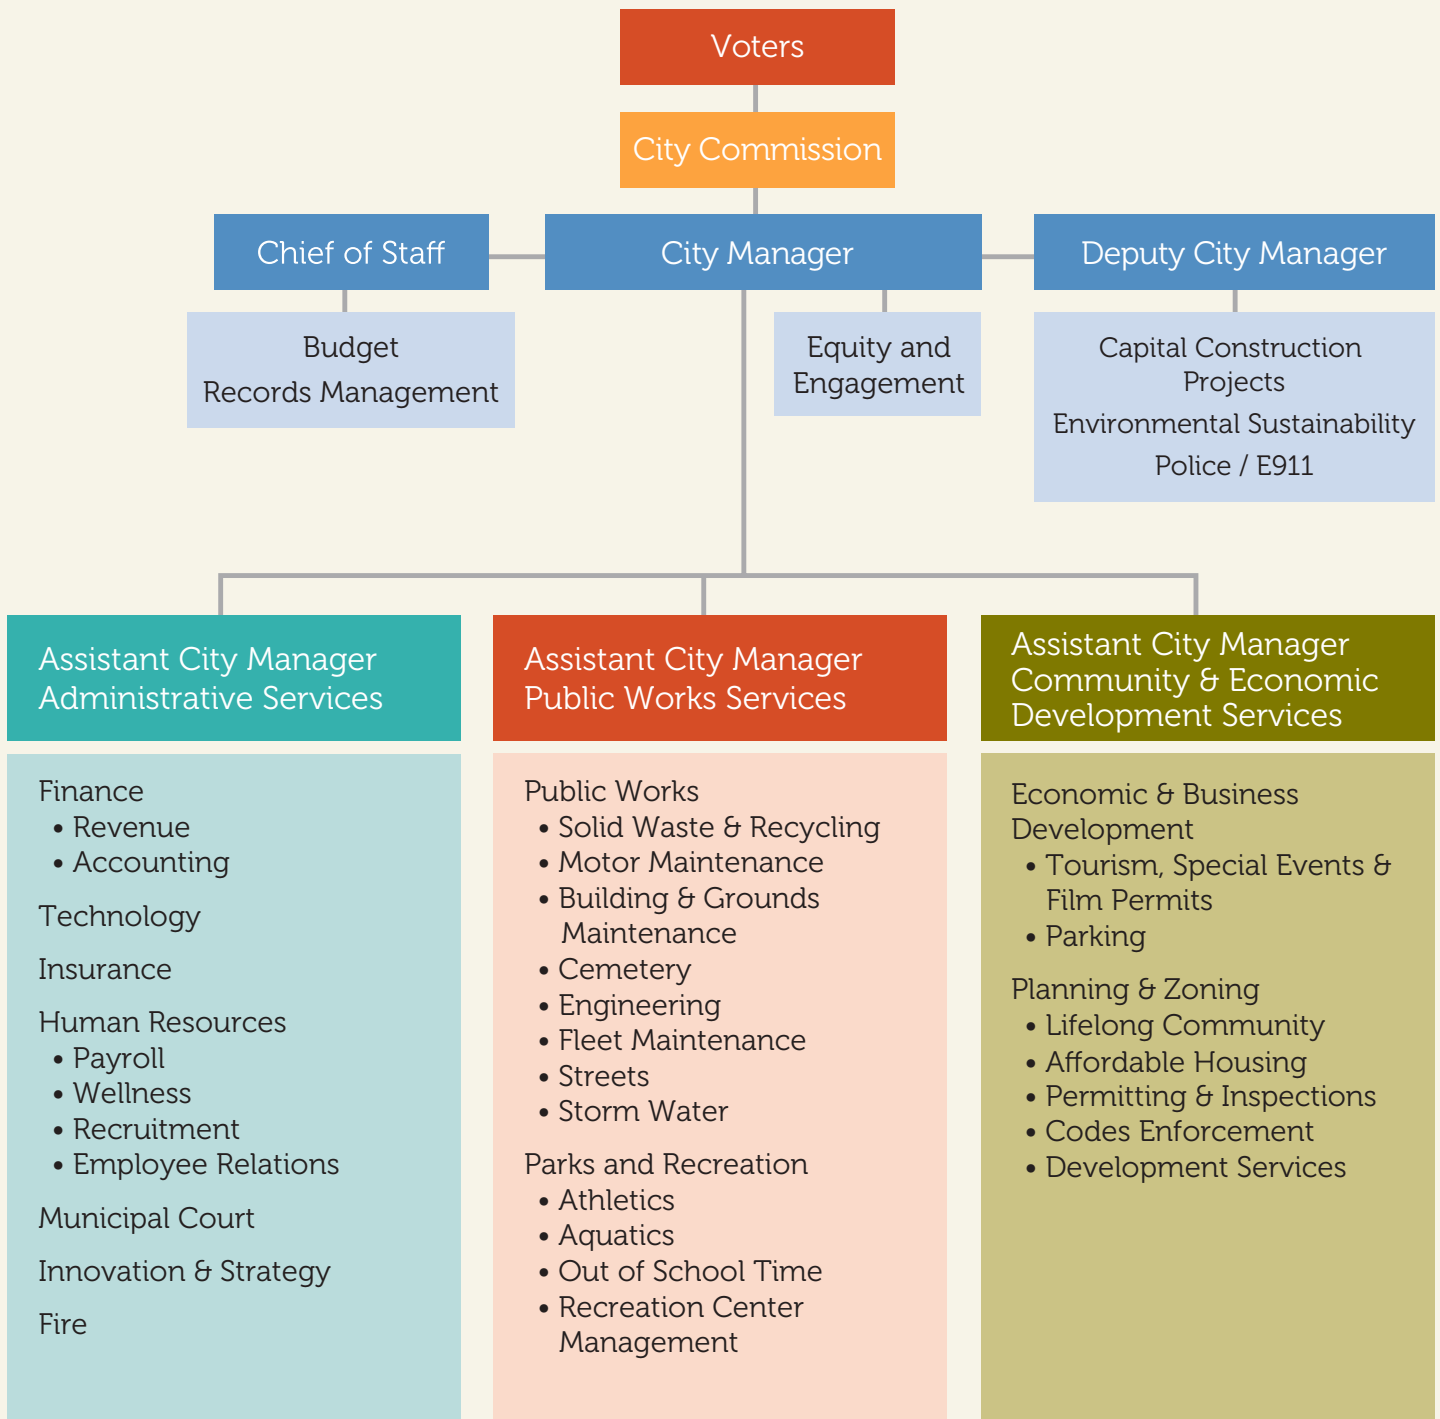 Voters
City Commission
Chief of Staff
City Manager
Deputy City Manager
Budget
Records Management
Equity and
Engagement
Capital Construction
Projects
Environmental Sustainability
Police / E911
Assistant City Manager
Administrative Services
Finance
• Revenue
• Accounting
Technology
Insurance
Human Resources
• Payroll
• Wellness
• Recruitment
• Employee Relations
Municipal Court
Innovation & Strategy
Fire
Assistant City Manager
Public Works Services
Public Works
• Solid Waste & Recycling
• Motor Maintenance
• Building & Grounds
Maintenance
• Cemetery
• Engineering
• Fleet Maintenance
• Streets
• Storm Water
Parks and Recreation
• Athletics
• Aquatics
• Out of School Time
• Recreation Center
Management
Assistant City Manager
Community & Economic
Development Services
Economic & Business
Development
• Tourism, Special Events &
Film Permits
• Parking
Planning & Zoning
• Lifelong Community
• Affordable Housing
• Permitting & Inspections
• Codes Enforcement
• Development Services